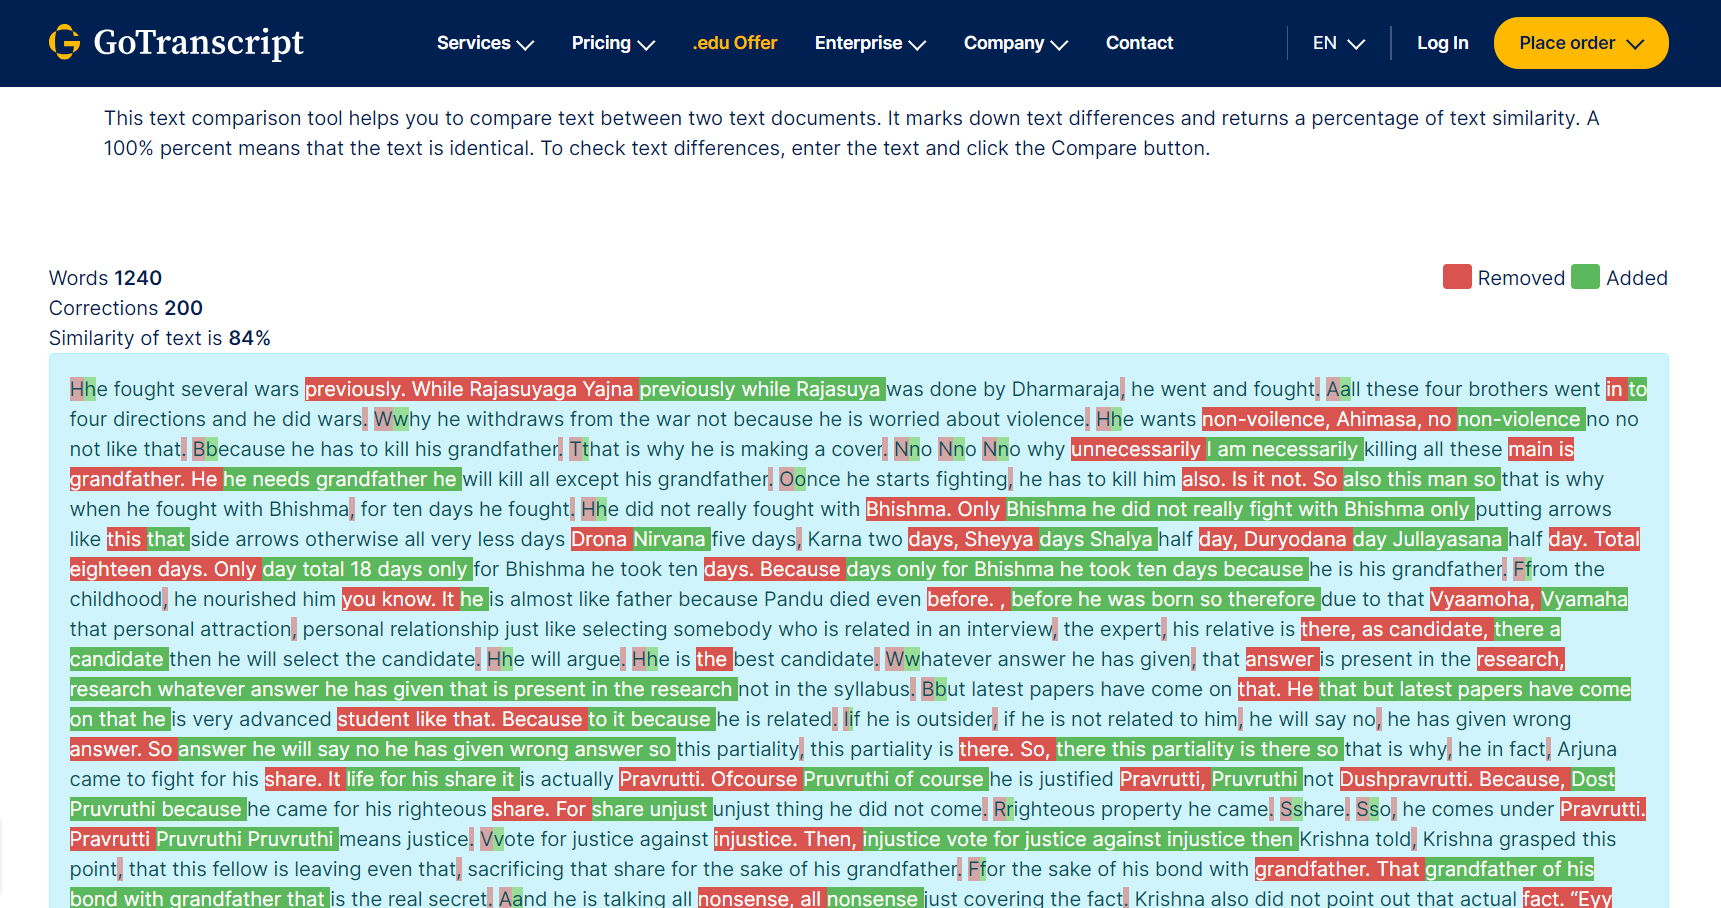 GoTranscript Services Pricing .edu Offer Enterprise Company Contact EN Log In Place order
This text comparison tool helps you to compare text between two text documents. It marks down text differences and returns a percentage of text similarity. A
100% percent means that the text is identical. To check text differences, enter the text and click the Compare button.
Words 1240
Removed Added
Corrections 200
Similarity of text is 84%
Hhe fought several wars previously. While Rajasuyaga Yajna previously while Rajasuya was done by Dharmaraja, he went and fought. Aall these four brothers went in to
four directions and he did wars. Wwhy he withdraws from the war not because he is worried about violence. Hhe wants non-voilence, Ahimasa, no non-violence no no
not like that. Bbecause he has to kill his grandfather. Tthat is why he is making a cover. Nno Nno Nno why unnecessarily I am necessarily killing all these main is
grandfather. He he needs grandfather he will kill all except his grandfather. Oonce he starts fighting, he has to kill him also. Is it not. So also this man so that is why
when he fought with Bhishma, for ten days he fought. Hhe did not really fought with Bhishma. Only Bhishma he did not really fight with Bhishma only putting arrows
like this that side arrows otherwise all very less days Drona Nirvana five days, Karna two days, Sheyya days Shalya half day, Duryodana day Jullayasana half day. Total
eighteen days. Only day total 18 days only for Bhishma he took ten days. Because days only for Bhishma he took ten days because he is his grandfather. Ffrom the
childhood, he nourished him you know. It he is almost like father because Pandu died even before. , before he was born so therefore due to that Vyaamoha, Vyamaha
that personal attraction, personal relationship just like selecting somebody who is related in an interview, the expert, his relative is there, as candidate, there a
candidate then he will select the candidate. Hhe will argue. Hhe is the best candidate. Wwhatever answer he has given, that answer is present in the research,
research whatever answer he has given that is present in the research not in the syllabus. Bbut latest papers have come on that. He that but latest papers have come
on that he is very advanced student like that. Because to it because he is related. Iif he is outsider, if he is not related to him, he will say no, he has given wrong
answer. So answer he will say no he has given wrong answer so this partiality, this partiality is there. So, there this partiality is there so that is why, he in fact, Arjuna
came to fight for his share. It life for his share it is actually Pravrutti. Ofcourse Pruvruthi of course he is justified Pravrutti, Pruvruthi not Dushpravrutti. Because, Dost
Pruvruthi because he came for his righteous share. For share unjust unjust thing he did not come. Rrighteous property he came. Sshare. Sso, he comes under Pravrutti.
Pravrutti Pruvruthi Pruvruthi means justice. Vvote for justice against injustice. Then, injustice vote for justice against injustice then Krishna told, Krishna grasped this
point, that this fellow is leaving even that, sacrificing that share for the sake of his grandfather. Ffor the sake of his bond with grandfather. That grandfather of his
bond with grandfather that is the real secret. Aand he is talking all nonsense, all nonsense just covering the fact. Krishna also did not point out that actual fact. “Eyy